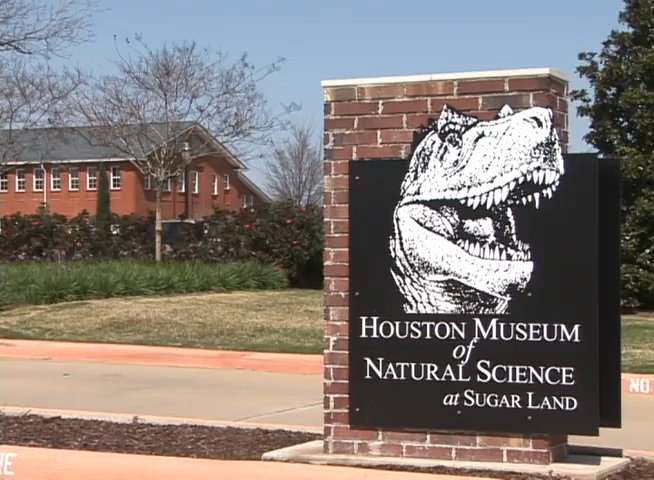 HOUSTON MUSEUM
of
NATURAL SCIENCE
at SUGAR LAND
NO